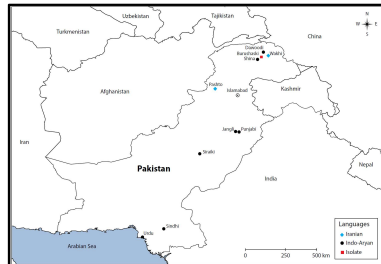 Uzbekistan
Tajikistan
Turkmenistan
China
N
W E
S
Dawoodi
Burushaski
Wakhi
Shina
Afghanistan
Pashto
Islamabad
Kashmir
Iran
Jangli
Punjabi
Siraiki
Pakistan
Nepal
India
Sindhi
Urdu
Arabian Sea
Languages
Iranian
Indo-Aryan
Isolate
0 250 500 km